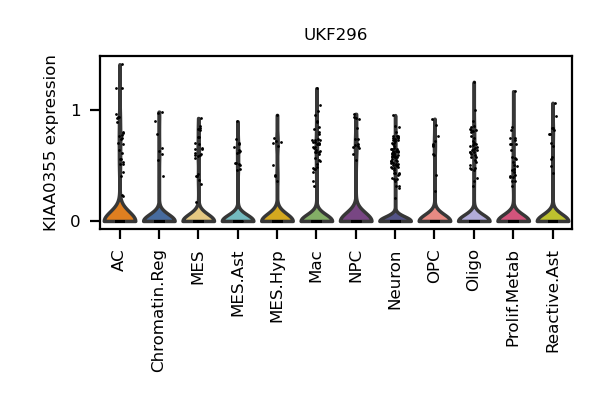 UKF296
KIAA0355 expression
1
0
AC
Chromatin.Reg
MES
MES.Ast
MES.Hyp
Mac
NPC
Neuron
OPC
Oligo
Prolif.Metab
Reactive.Ast